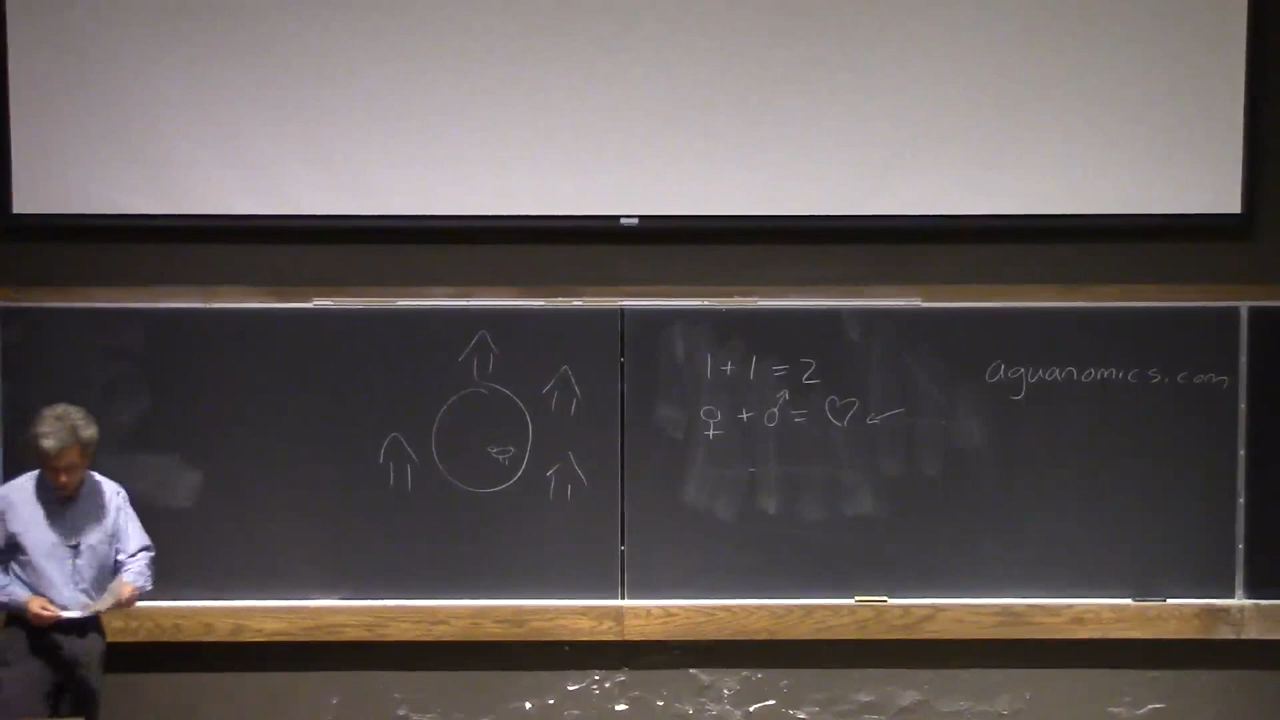 1 + 1 = 2
♀ + ♂ = ♡ ←
aguanomics.com